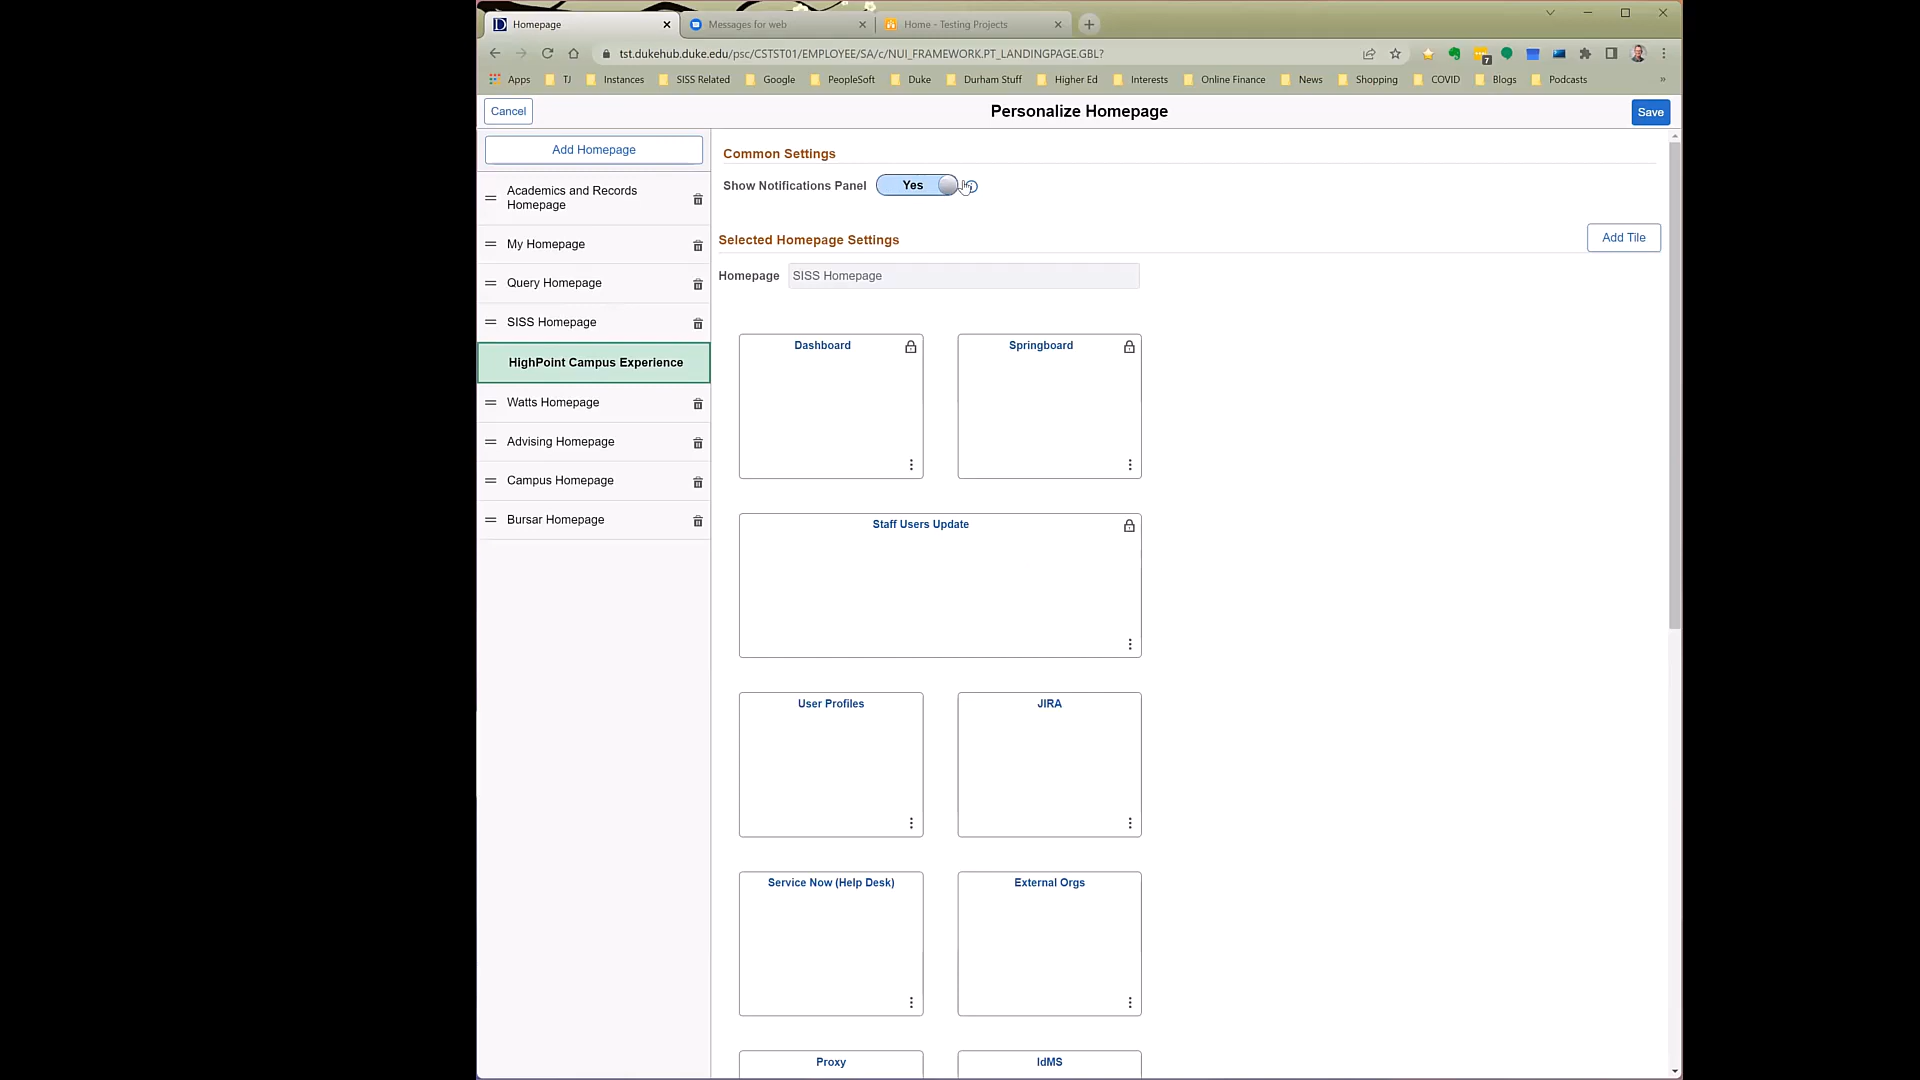 Homepage
Messages for web
Home - Testing Projects
tst.dukehub.duke.edu/psc/CSTST01/EMPLOYEE/SA/c/NUI_FRAMEWORK.PT_LANDINGPAGE.GBL?
7
Apps
TJ
Instances
SISS Related
Google
PeopleSoft
Duke
Durham Stuff
Higher Ed
Interests
Online Finance
News
Shopping
COVID
Blogs
Podcasts
»
Cancel
Personalize Homepage
Save
Add Homepage
Academics and Records
Homepage
My Homepage
Query Homepage
SISS Homepage
HighPoint Campus Experience
Watts Homepage
Advising Homepage
Campus Homepage
Bursar Homepage
Common Settings
Show Notifications Panel
Yes
Selected Homepage Settings
Add Tile
Homepage
SISS Homepage
Dashboard
Springboard
Staff Users Update
User Profiles
JIRA
Service Now (Help Desk)
External Orgs
Proxy
IdMS